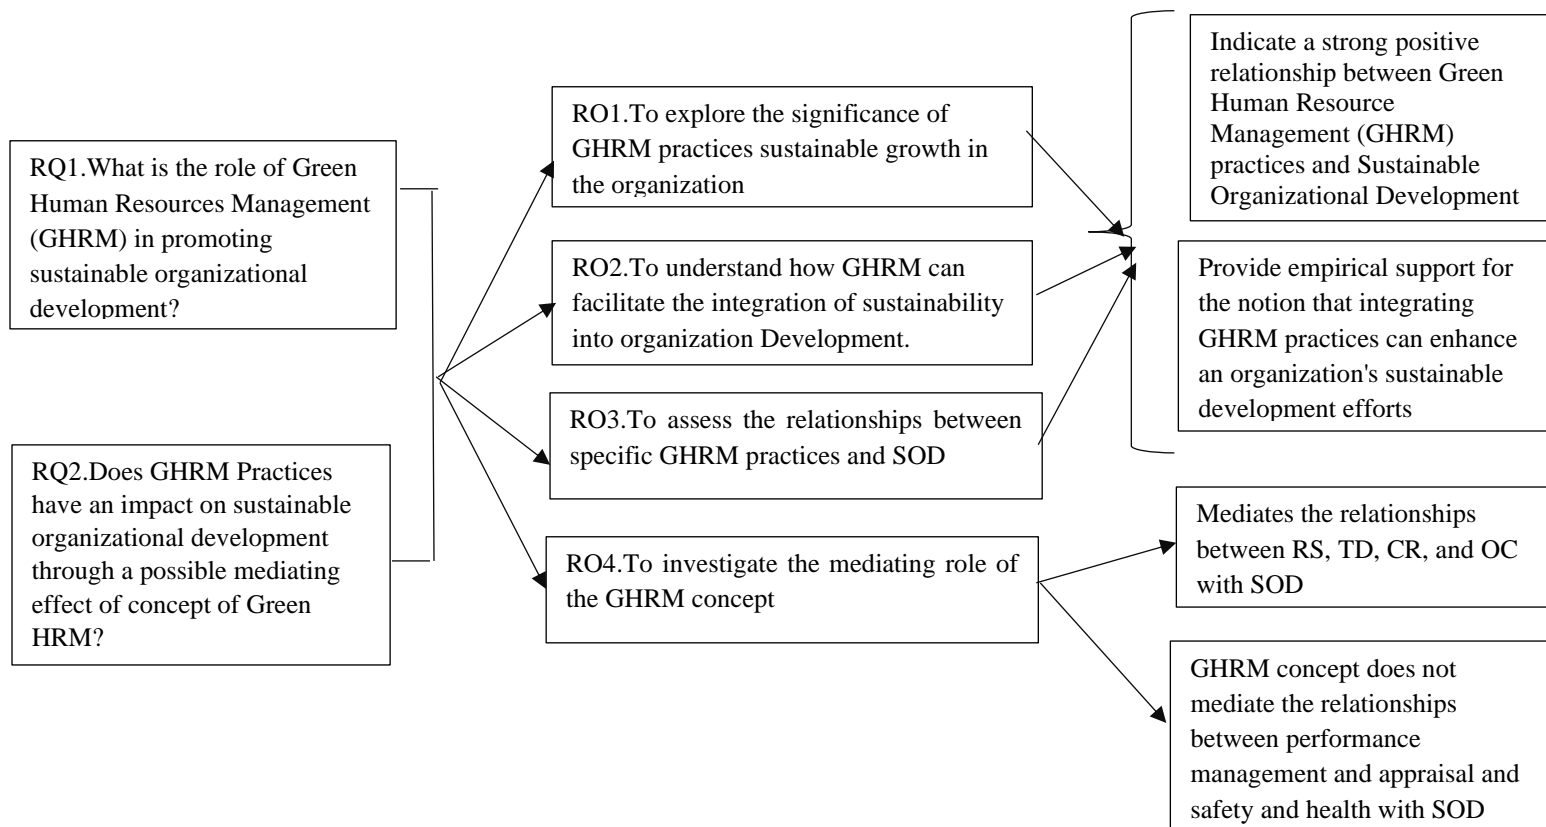 RQ1.What is the role of Green
Human Resources Management
(GHRM) in promoting
sustainable organizational
development?
RQ2.Does GHRM Practices
have an impact on sustainable
organizational development
through a possible mediating
effect of concept of Green
HRM?
RO1.To explore the significance of
GHRM practices sustainable growth in
the organization
RO2.To understand how GHRM can
facilitate the integration of sustainability
into organization Development.
RO3.To assess the relationships between
specific GHRM practices and SOD
RO4.To investigate the mediating role of
the GHRM concept
Indicate a strong positive
relationship between Green
Human Resource
Management (GHRM)
practices and Sustainable
Organizational Development
Provide empirical support for
the notion that integrating
GHRM practices can enhance
an organization's sustainable
development efforts
Mediates the relationships
between RS, TD, CR, and OC
with SOD
GHRM concept does not
mediate the relationships
between performance
management and appraisal and
safety and health with SOD